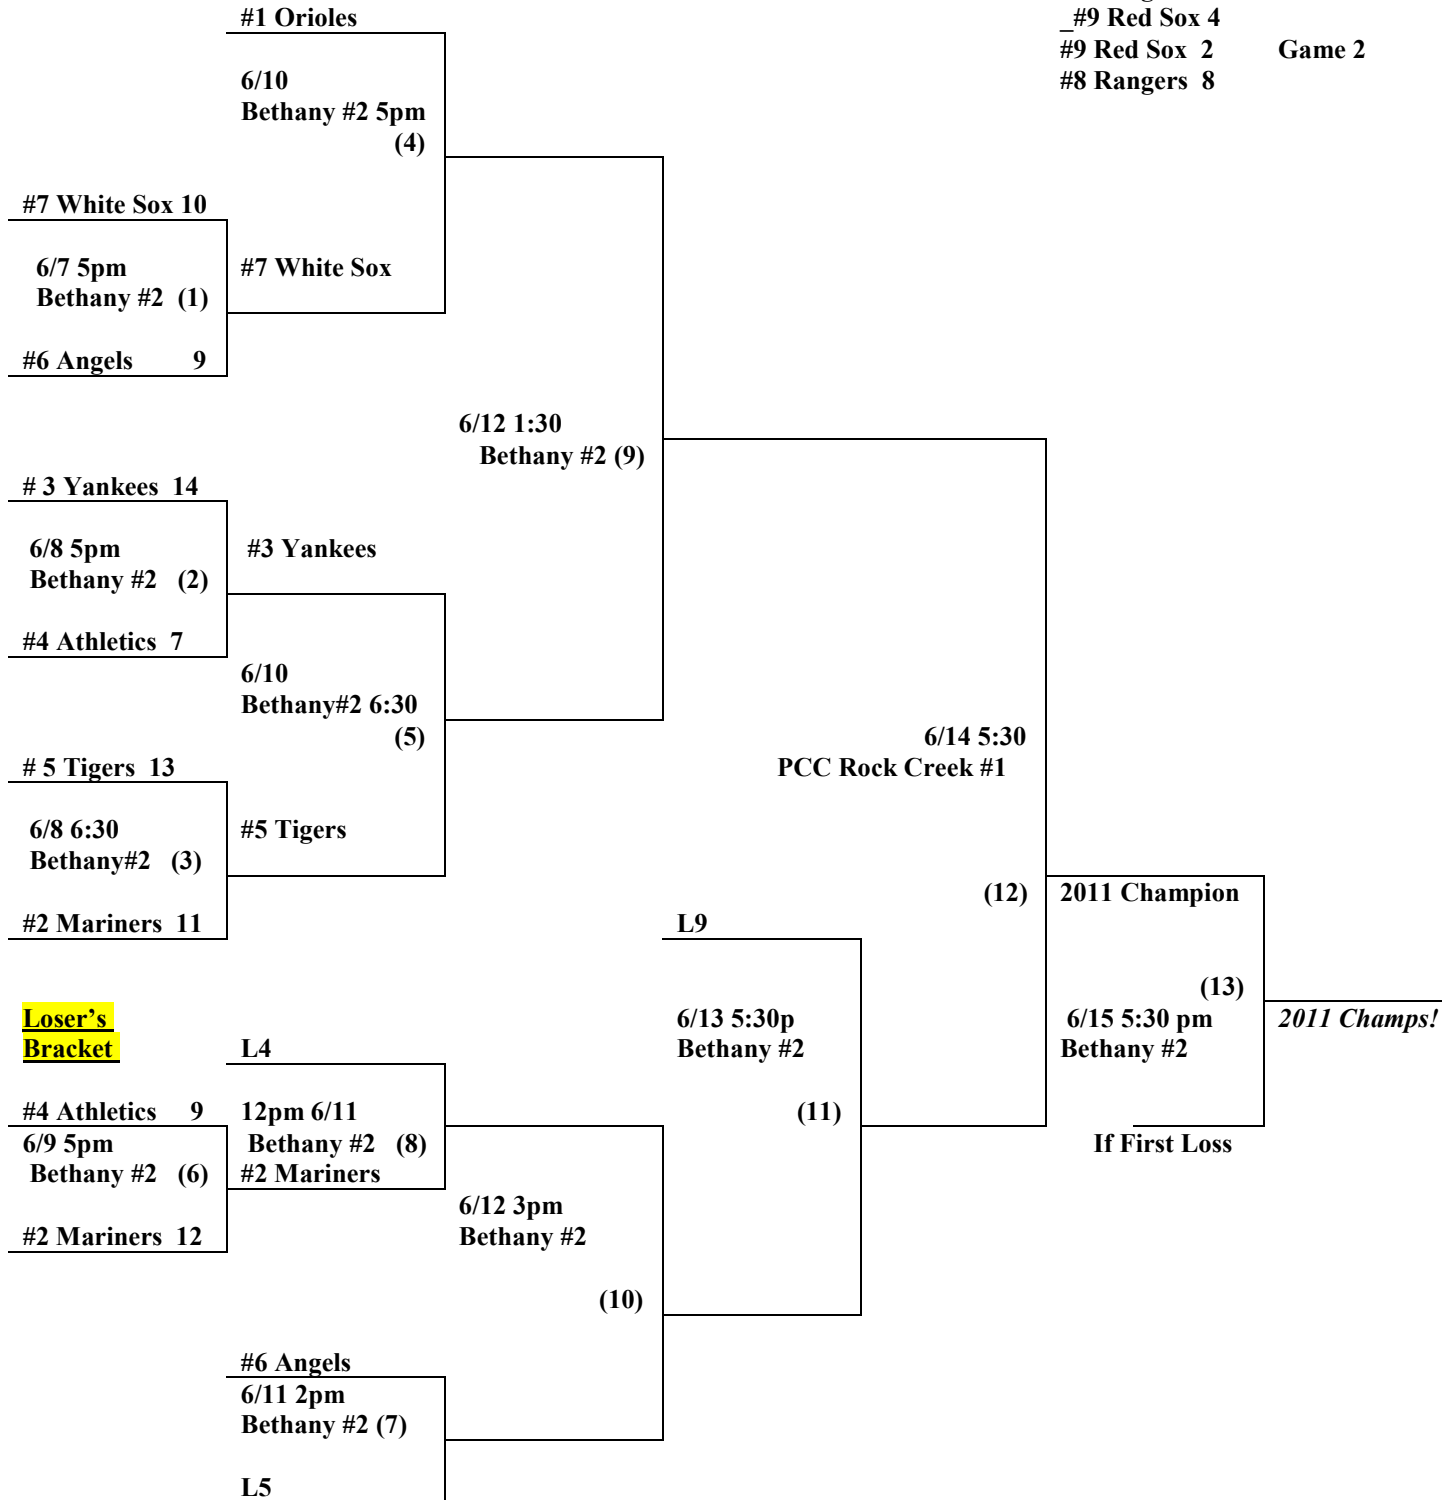 #1 Orioles
_#9 Red Sox 4
#9 Red Sox 2 Game 2
#8 Rangers 8
6/10
Bethany #2 5pm
(4)
#7 White Sox 10
6/7 5pm
Bethany #2 (1)
#7 White Sox
#6 Angels 9
6/12 1:30
Bethany #2 (9)
# 3 Yankees 14
6/8 5pm
Bethany #2 (2)
#3 Yankees
#4 Athletics 7
6/10
Bethany#2 6:30
(5)
6/14 5:30
PCC Rock Creek #1
# 5 Tigers 13
6/8 6:30
Bethany#2 (3)
#5 Tigers
(12)
2011 Champion
#2 Mariners 11
L9
(13)
Loser's
Bracket
L4
6/13 5:30p
Bethany #2
6/15 5:30 pm
Bethany #2
2011 Champs!
#4 Athletics 9
6/9 5pm
Bethany #2 (6)
12pm 6/11
Bethany #2 (8)
#2 Mariners
(11)
If First Loss
#2 Mariners 12
6/12 3pm
Bethany #2
(10)
#6 Angels
6/11 2pm
Bethany #2 (7)
L5